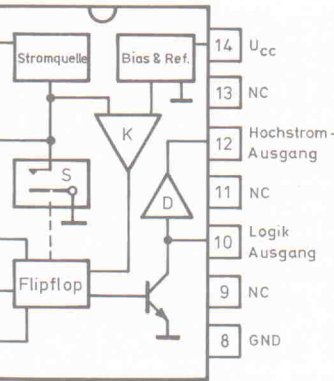 Stromquelle
Bias & Ref.
14 UCC
13 NC
K
12 Hochstrom-
Ausgang
S
11 NC
D
10 Logik
Ausgang
Flipflop
9 NC
8 GND